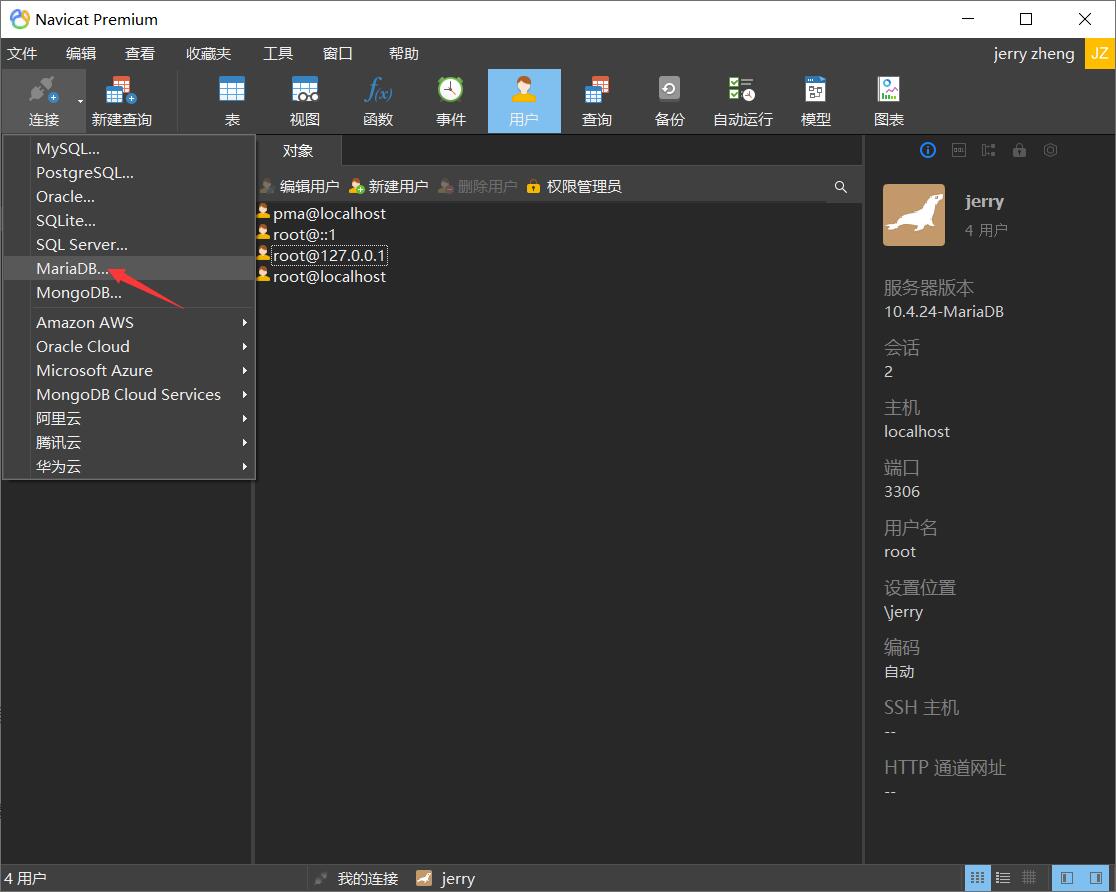 Navicat Premium
文件 编辑 查看 收藏夹 工具 窗口 帮助 jerry zheng JZ
连接 新建查询 表 视图 函数 事件 用户 查询 备份 自动运行 模型 图表
MySQL...
PostgreSQL...
Oracle...
SQLite...
SQL Server...
MariaDB...
MongoDB...
Amazon AWS
Oracle Cloud
Microsoft Azure
MongoDB Cloud Services
阿里云
腾讯云
华为云
对象
编辑用户 新建用户 删除用户 权限管理员
pma@localhost
root@::1
root@127.0.0.1
root@localhost
jerry
4 用户
服务器版本
10.4.24-MariaDB
会话
2
主机
localhost
端口
3306
用户名
root
设置位置
\jerry
编码
自动
SSH 主机
--
HTTP 通道网址
--
4 用户 我的连接 jerry